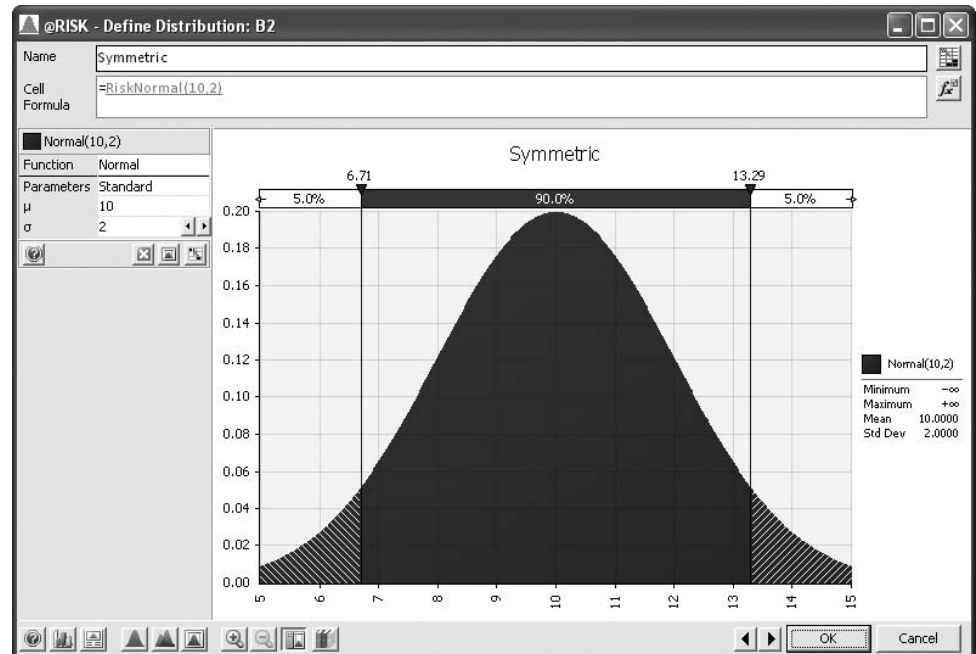 @RISK - Define Distribution: B2
Name Symmetric
Cell Formula =RiskNormal(10,2)
Normal(10,2)
Function Normal
Parameters Standard
μ 10
σ 2
Symmetric
6.71 13.29
5.0% 90.0% 5.0%
0.20
0.18
0.16
0.14
0.12
0.10
0.08
0.06
0.04
0.02
0.00
5 6 7 8 9 10 11 12 13 14 15
Normal(10,2)
Minimum −∞
Maximum +∞
Mean 10.0000
Std Dev 2.0000
OK Cancel